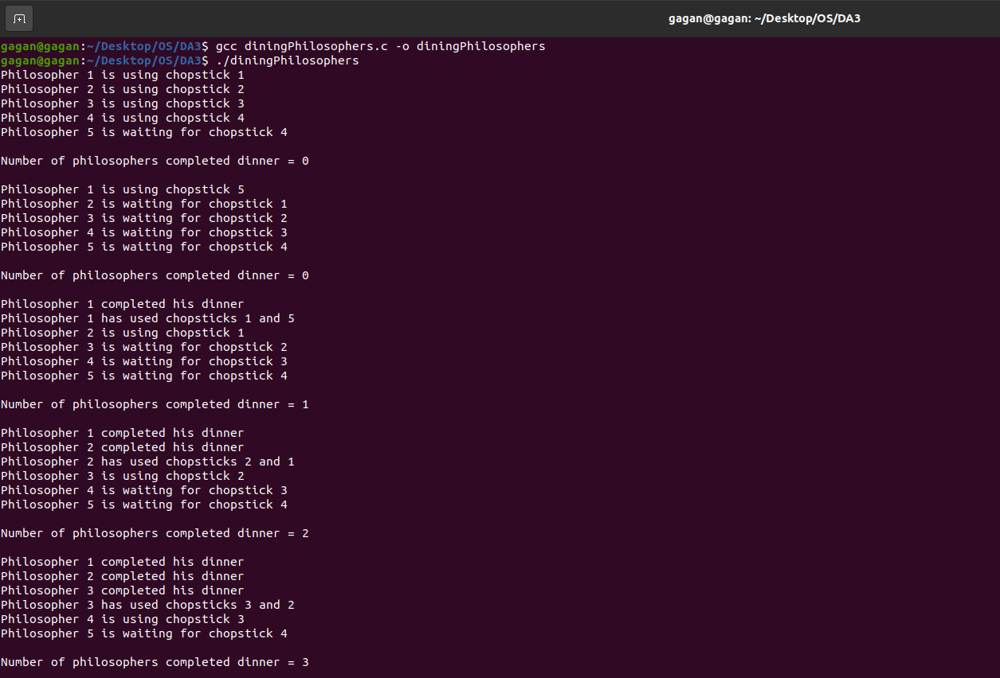 gagan@gagan: ~/Desktop/OS/DA3
gagan@gagan:~/Desktop/OS/DA3$ gcc diningPhilosophers.c -o diningPhilosophers
gagan@gagan:~/Desktop/OS/DA3$ ./diningPhilosophers
Philosopher 1 is using chopstick 1
Philosopher 2 is using chopstick 2
Philosopher 3 is using chopstick 3
Philosopher 4 is using chopstick 4
Philosopher 5 is waiting for chopstick 4
Number of philosophers completed dinner = 0
Philosopher 1 is using chopstick 5
Philosopher 2 is waiting for chopstick 1
Philosopher 3 is waiting for chopstick 2
Philosopher 4 is waiting for chopstick 3
Philosopher 5 is waiting for chopstick 4
Number of philosophers completed dinner = 0
Philosopher 1 completed his dinner
Philosopher 1 has used chopsticks 1 and 5
Philosopher 2 is using chopstick 1
Philosopher 3 is waiting for chopstick 2
Philosopher 4 is waiting for chopstick 3
Philosopher 5 is waiting for chopstick 4
Number of philosophers completed dinner = 1
Philosopher 1 completed his dinner
Philosopher 2 completed his dinner
Philosopher 2 has used chopsticks 2 and 1
Philosopher 3 is using chopstick 2
Philosopher 4 is waiting for chopstick 3
Philosopher 5 is waiting for chopstick 4
Number of philosophers completed dinner = 2
Philosopher 1 completed his dinner
Philosopher 2 completed his dinner
Philosopher 3 completed his dinner
Philosopher 3 has used chopsticks 3 and 2
Philosopher 4 is using chopstick 3
Philosopher 5 is waiting for chopstick 4
Number of philosophers completed dinner = 3